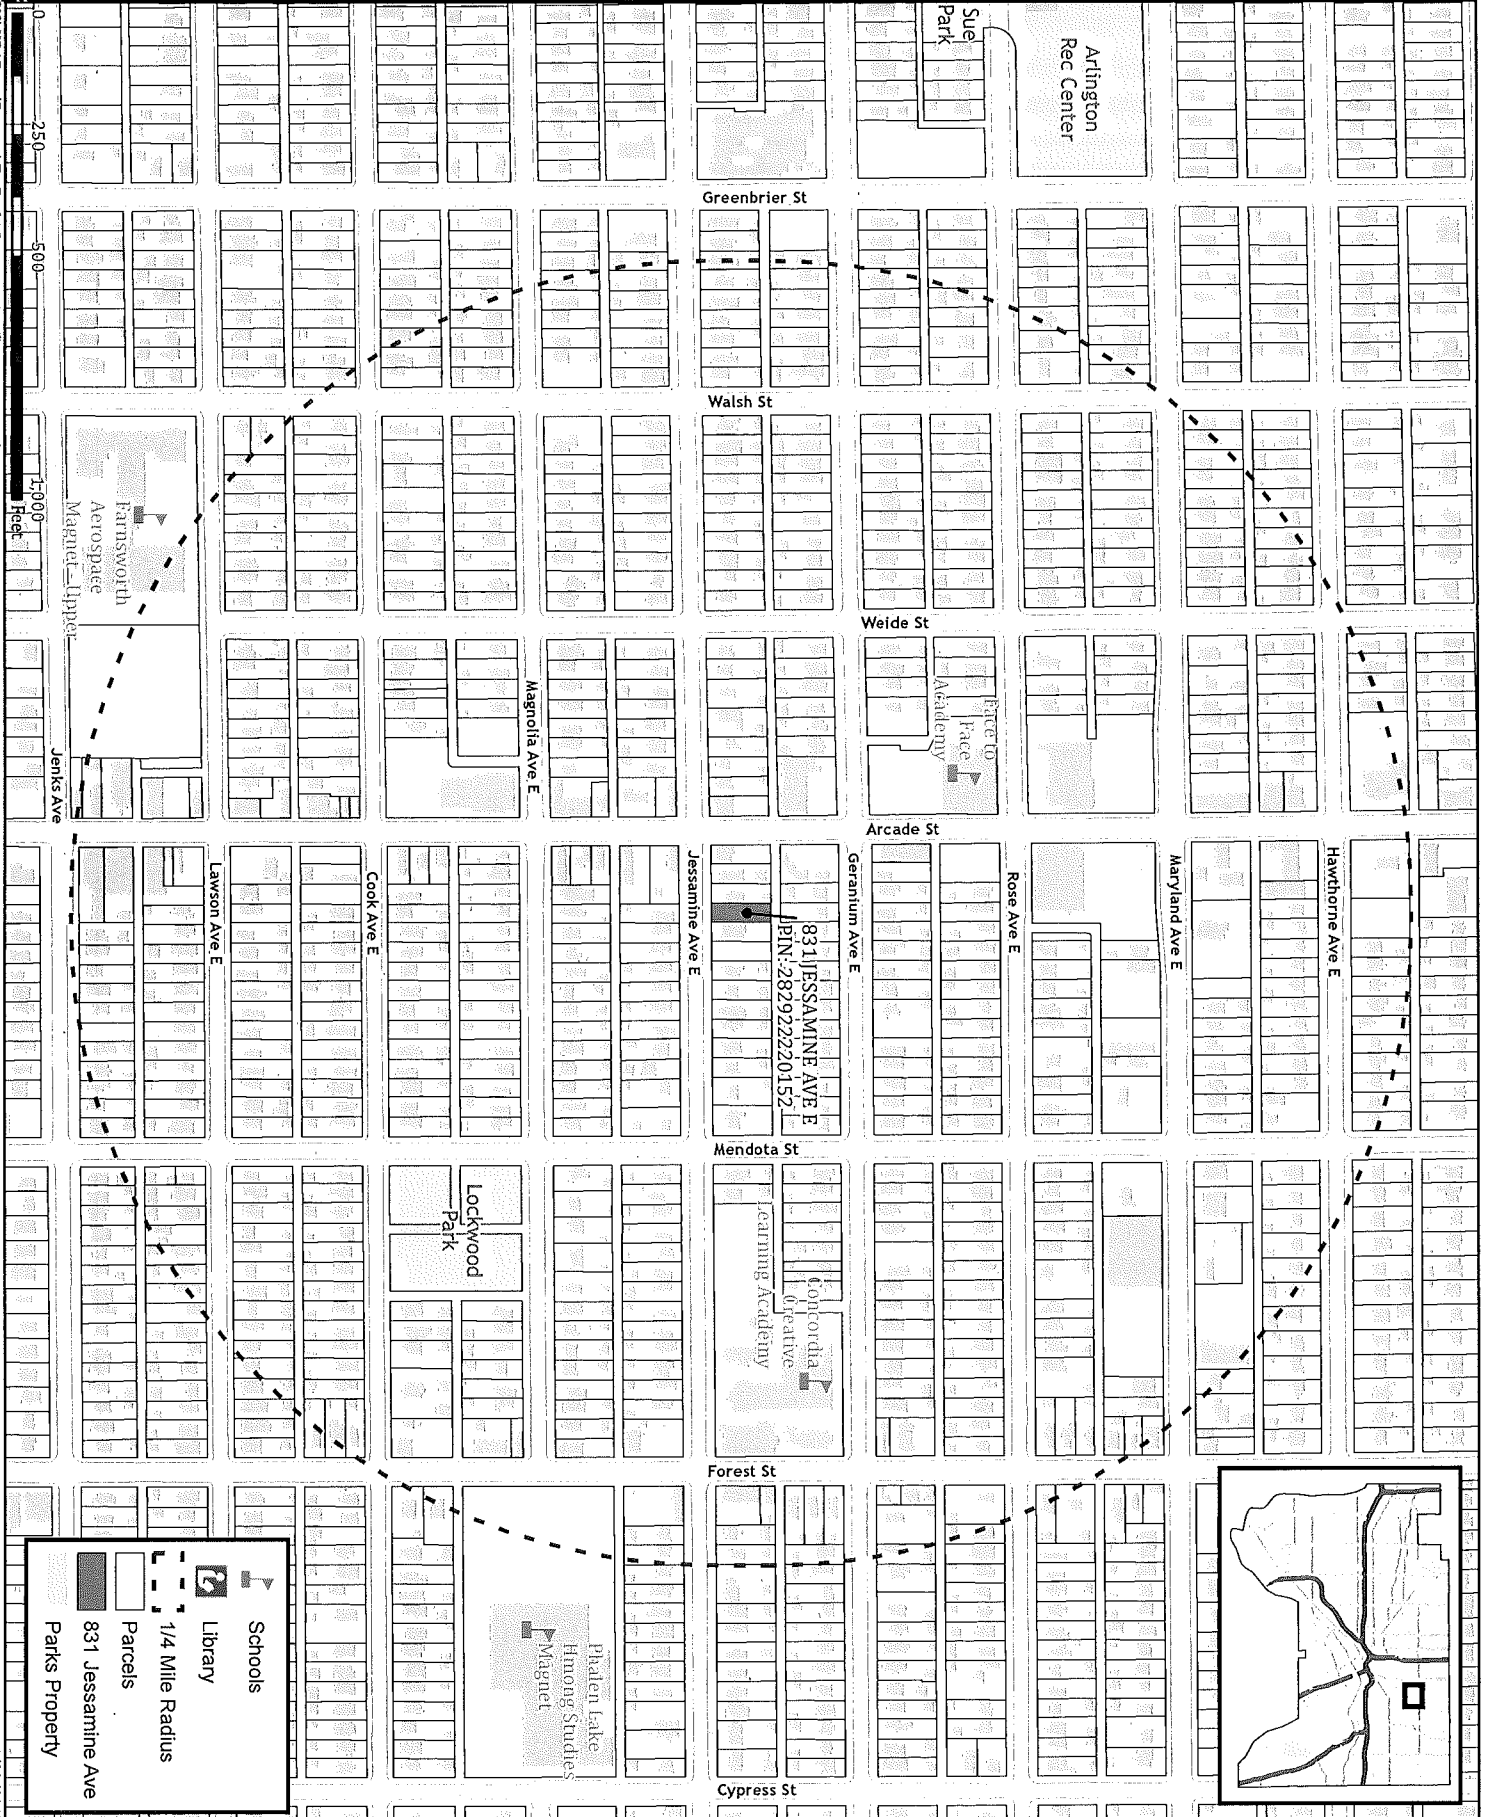 Sue
Park
Arlington
Rec Center
Greenbrier St
Walsh St
Farnsworth
Aerospace
Magnet-Upper
Weide St
Face to
Face
Academy
Magnolia Ave E
Jenks Ave
Arcade St
Lawson Ave E
Cook Ave E
Jessamine Ave E
Geranium Ave E
Rose Ave E
Maryland Ave E
Hawthorne Ave E
831 JESSAMINE AVE E
PIN: 282922220152
Mendota St
Lockwood
Park
Concordia
Creative
Learning Academy
Forest St
Phalen Lake
Hmong Studies
Magnet
Cypress St
0 250 500 1,000
Feet
Schools
Library
1/4 Mile Radius
Parcels
831 Jessamine Ave
Parks Property